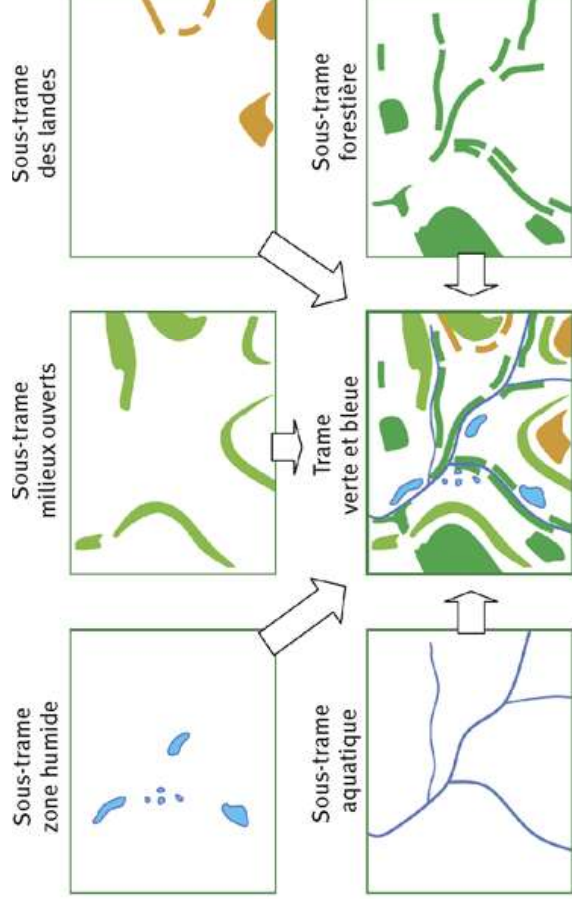 Sous-trame
zone humide
Sous-trame
milieux ouverts
Sous-trame
des landes
Sous-trame
aquatique
Trame
verte et bleue
Sous-trame
forestière